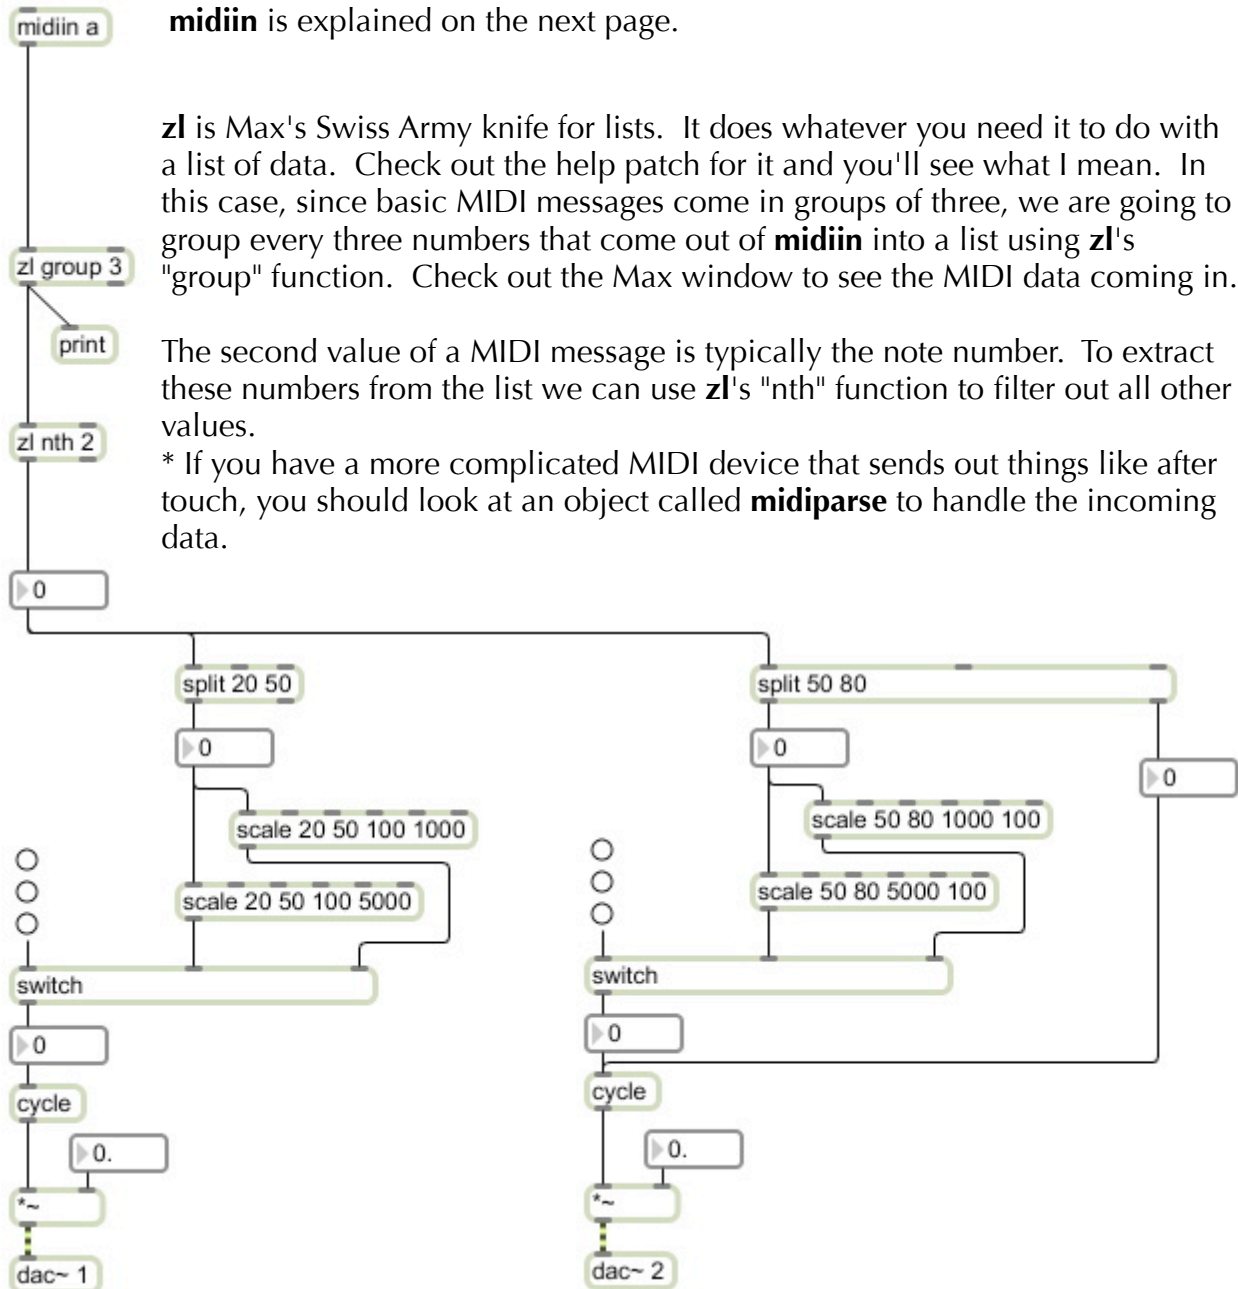 midiin a
midiin is explained on the next page.
zl is Max's Swiss Army knife for lists. It does whatever you need it to do with
a list of data. Check out the help patch for it and you'll see what I mean. In
this case, since basic MIDI messages come in groups of three, we are going to
group every three numbers that come out of midiin into a list using zl's
"group" function. Check out the Max window to see the MIDI data coming in.
zl group 3
print
The second value of a MIDI message is typically the note number. To extract
these numbers from the list we can use zl's "nth" function to filter out all other
values.
zl nth 2
* If you have a more complicated MIDI device that sends out things like after
touch, you should look at an object called midiparse to handle the incoming
data.
0
split 20 50
split 50 80
0
0
0
scale 20 50 100 1000
scale 50 80 1000 100
scale 20 50 100 5000
scale 50 80 5000 100
switch
switch
0
0
cycle
cycle
0.
0.
*~
*~
dac~ 1
dac~ 2